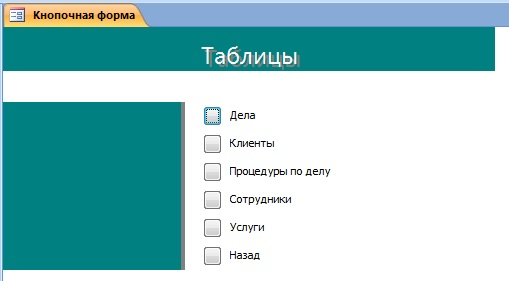 Кнопочная форма
Таблицы
Дела
Клиенты
Процедуры по делу
Сотрудники
Услуги
Назад